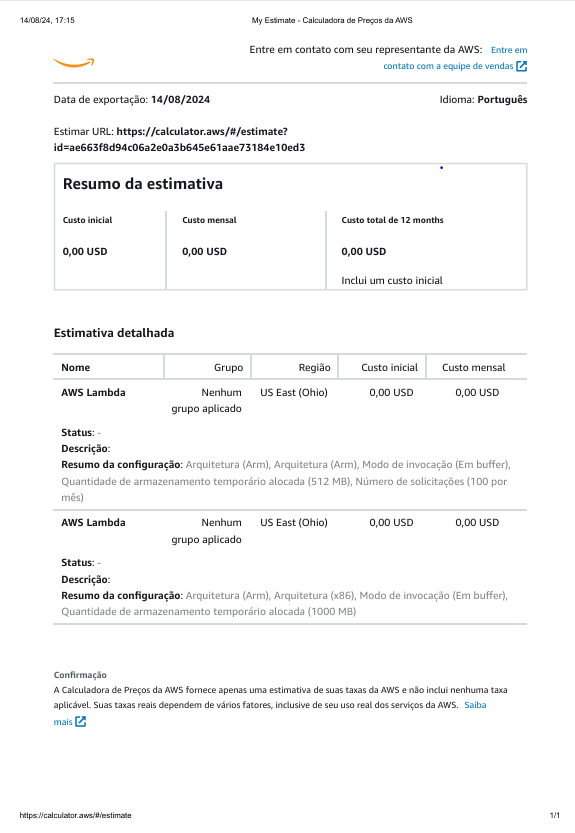 14/08/24, 17:15 My Estimate - Calculadora de Preços da AWS
Entre em contato com seu representante da AWS: Entre em
contato com a equipe de vendas
Data de exportação: 14/08/2024 Idioma: Português
Estimar URL: https://calculator.aws/#/estimate?
id=ae663f8d94c06a2e0a3b645e61aae73184e10ed3
Resumo da estimativa
Custo inicial Custo mensal Custo total de 12 months
0,00 USD 0,00 USD 0,00 USD
Inclui um custo inicial
Estimativa detalhada
Nome Grupo Região Custo inicial Custo mensal
AWS Lambda Nenhum US East (Ohio) 0,00 USD 0,00 USD
grupo aplicado
Status: -
Descrição:
Resumo da configuração: Arquitetura (Arm), Arquitetura (Arm), Modo de invocação (Em buffer),
Quantidade de armazenamento temporário alocada (512 MB), Número de solicitações (100 por
mês)
AWS Lambda Nenhum US East (Ohio) 0,00 USD 0,00 USD
grupo aplicado
Status: -
Descrição:
Resumo da configuração: Arquitetura (Arm), Arquitetura (x86), Modo de invocação (Em buffer),
Quantidade de armazenamento temporário alocada (1000 MB)
Confirmação
A Calculadora de Preços da AWS fornece apenas uma estimativa de suas taxas da AWS e não inclui nenhuma taxa
aplicável. Suas taxas reais dependem de vários fatores, inclusive de seu uso real dos serviços da AWS. Saiba
mais
https://calculator.aws/#/estimate 1/1